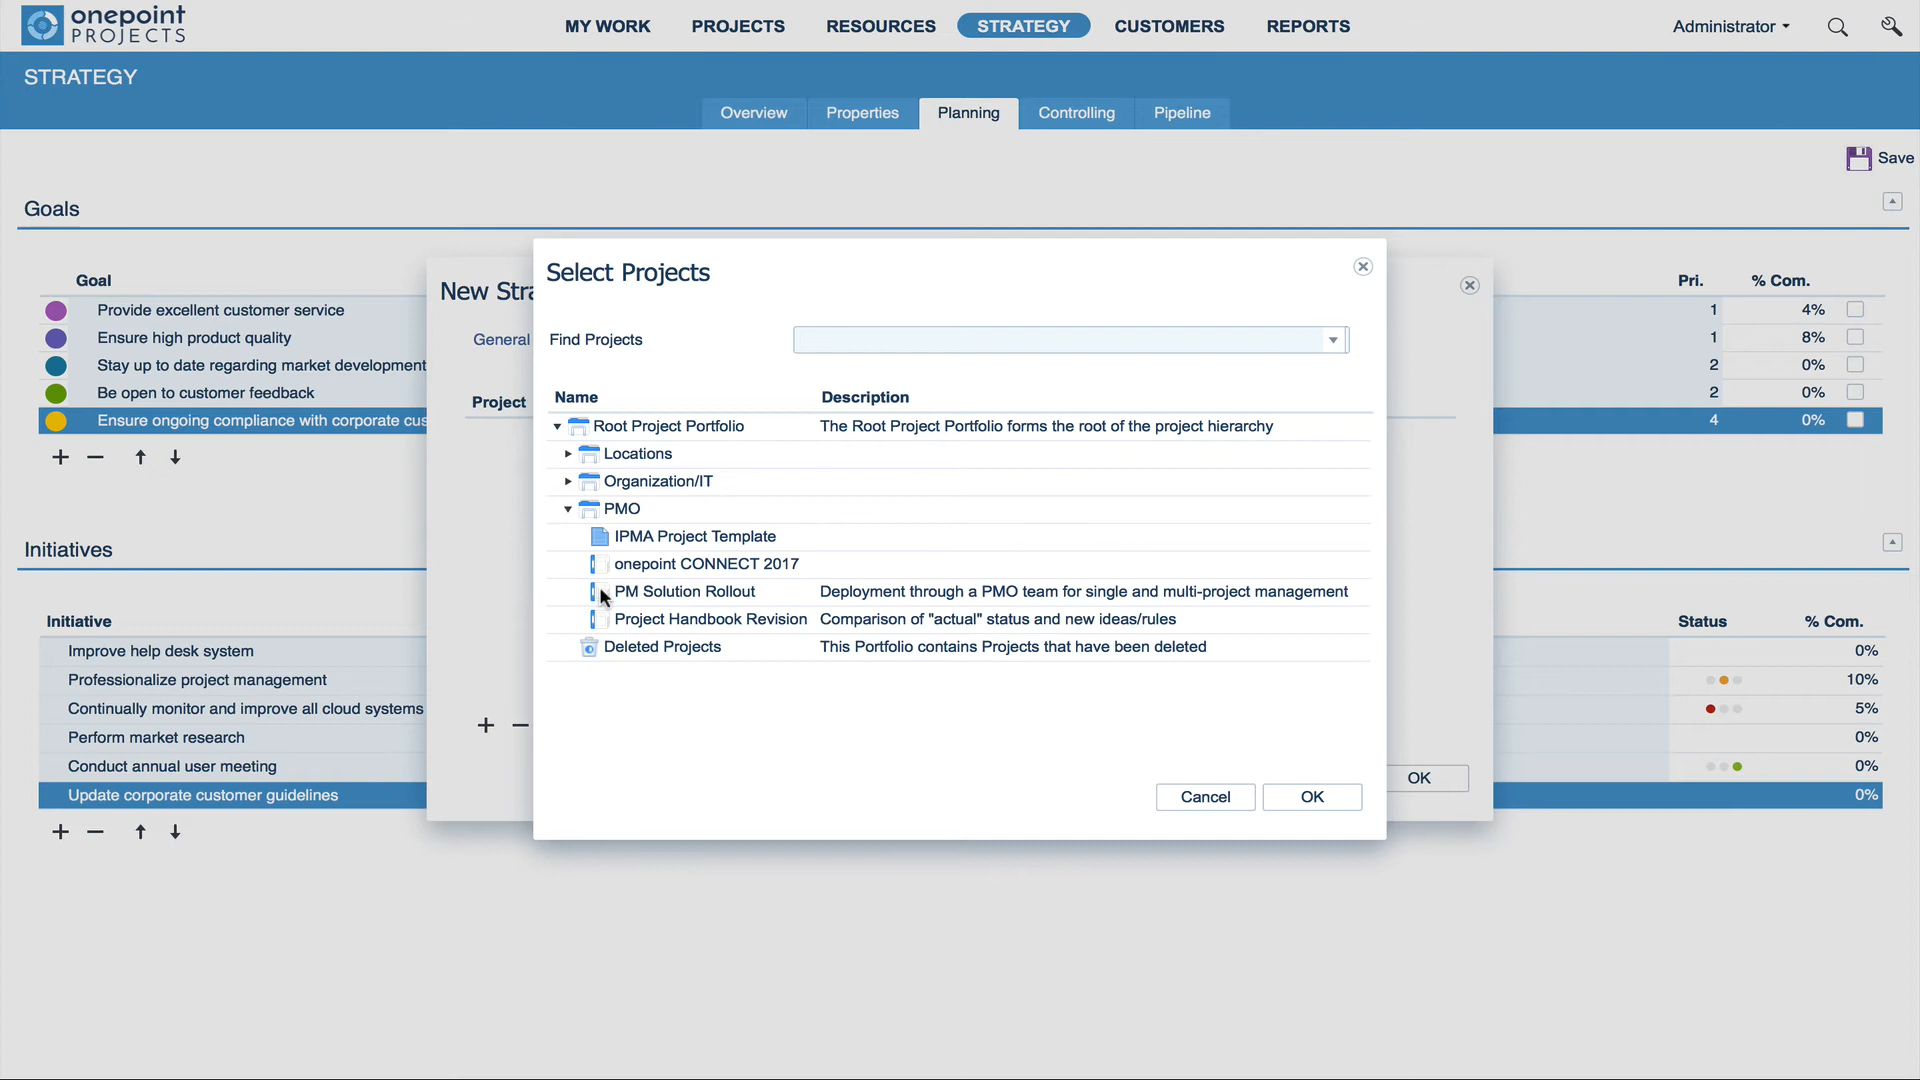 onepoint
PROJECTS
MY WORK PROJECTS RESOURCES STRATEGY CUSTOMERS REPORTS
Administrator
STRATEGY
Overview Properties Planning Controlling Pipeline
Save
Goals
Goal Pri. % Com.
Provide excellent customer service 1 4%
Ensure high product quality 1 8%
Stay up to date regarding market development 2 0%
Be open to customer feedback 2 0%
Ensure ongoing compliance with corporate cus 4 0%
New Stra
General
Project
OK
Select Projects
Find Projects
Name Description
Root Project Portfolio The Root Project Portfolio forms the root of the project hierarchy
Locations
Organization/IT
PMO
IPMA Project Template
onepoint CONNECT 2017
PM Solution Rollout Deployment through a PMO team for single and multi-project management
Project Handbook Revision Comparison of "actual" status and new ideas/rules
Deleted Projects This Portfolio contains Projects that have been deleted
Cancel OK
Initiatives
Initiative Status % Com.
Improve help desk system 0%
Professionalize project management 10%
Continually monitor and improve all cloud systems 5%
Perform market research 0%
Conduct annual user meeting 0%
Update corporate customer guidelines 0%